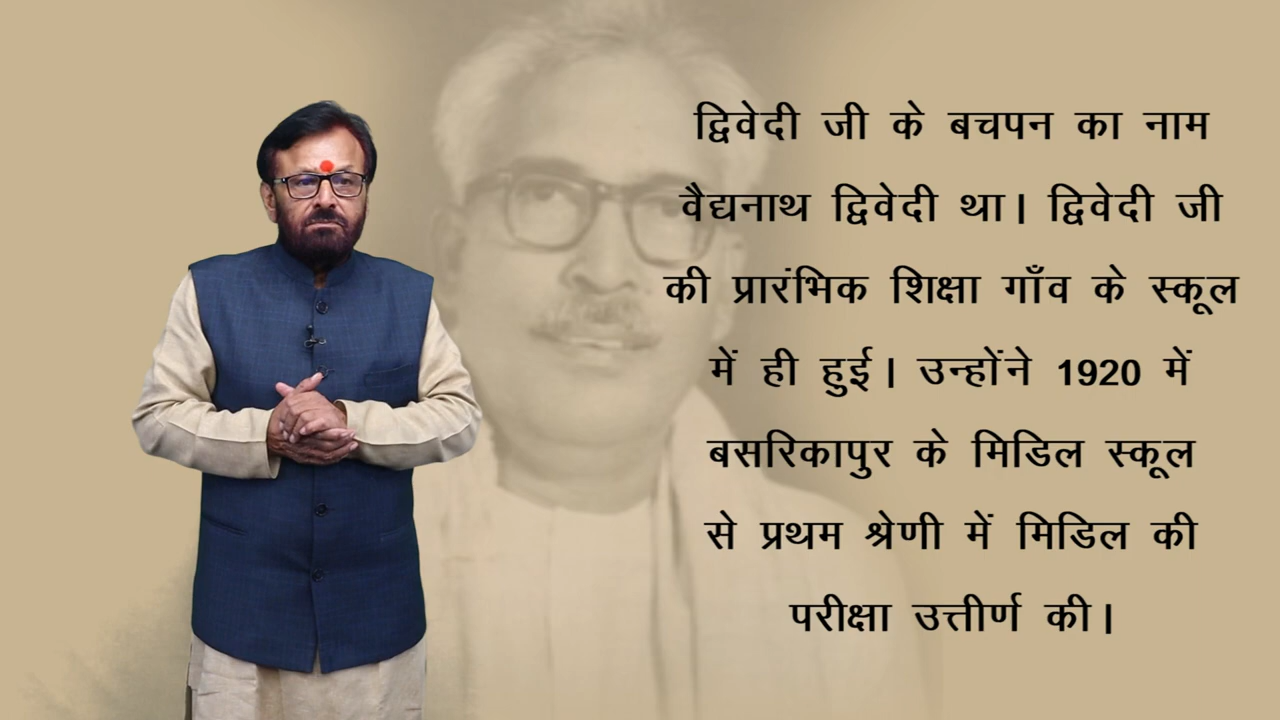 द्विवेदी जी के बचपन का नाम
वैद्यनाथ द्विवेदी था। द्विवेदी जी
की प्रारंभिक शिक्षा गाँव के स्कूल
में ही हुई। उन्होंने 1920 में
बसरिकापुर के मिडिल स्कूल
से प्रथम श्रेणी में मिडिल की
परीक्षा उत्तीर्ण की।